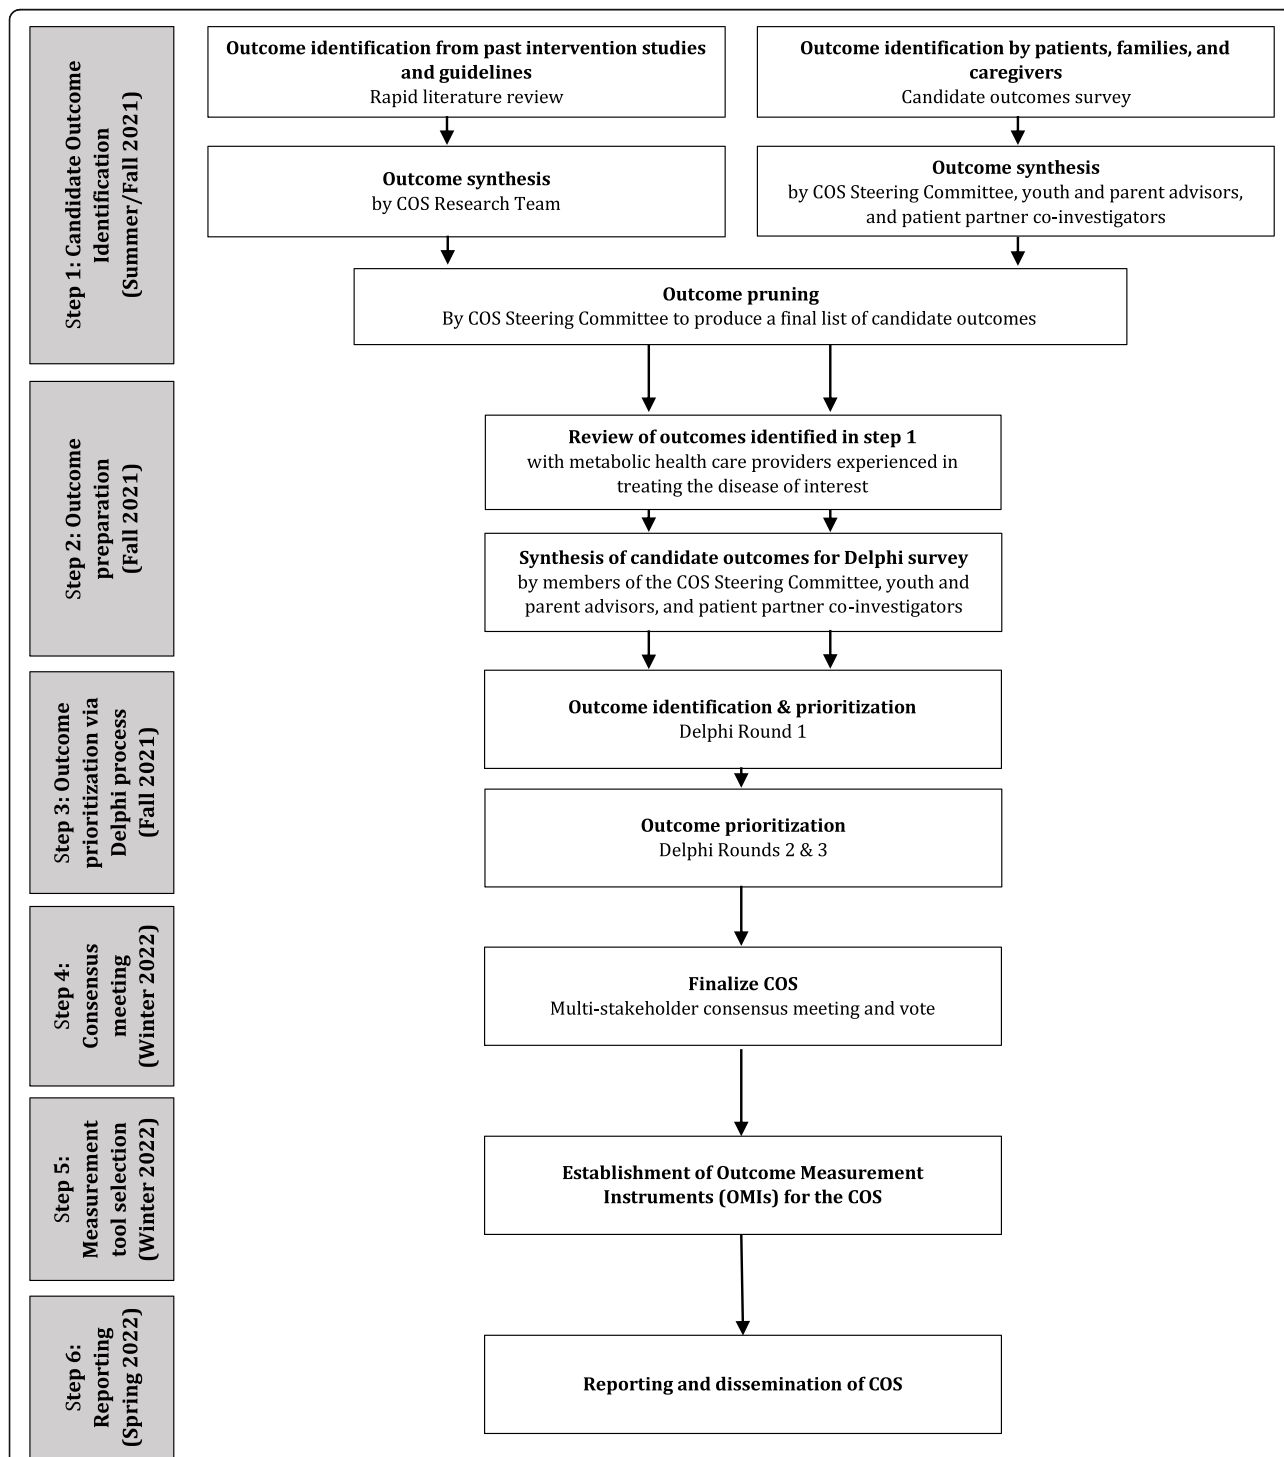 Step 1: Candidate Outcome
Identification
(Summer/Fall 2021)
Outcome identification from past intervention studies
and guidelines
Rapid literature review
Outcome identification by patients, families, and
caregivers
Candidate outcomes survey
Outcome synthesis
by COS Research Team
Outcome synthesis
by COS Steering Committee, youth and parent advisors,
and patient partner co-investigators
Outcome pruning
By COS Steering Committee to produce a final list of candidate outcomes
Step 2: Outcome
preparation
(Fall 2021)
Review of outcomes identified in step 1
with metabolic health care providers experienced in
treating the disease of interest
Synthesis of candidate outcomes for Delphi survey
by members of the COS Steering Committee, youth and
parent advisors, and patient partner co-investigators
Step 3: Outcome
prioritization via
Delphi process
(Fall 2021)
Outcome identification & prioritization
Delphi Round 1
Outcome prioritization
Delphi Rounds 2 & 3
Step 4:
Consensus
meeting
(Winter 2022)
Finalize COS
Multi-stakeholder consensus meeting and vote
Step 5:
Measurement
tool selection
(Winter 2022)
Establishment of Outcome Measurement
Instruments (OMIs) for the COS
Step 6:
Reporting
(Spring 2022)
Reporting and dissemination of COS